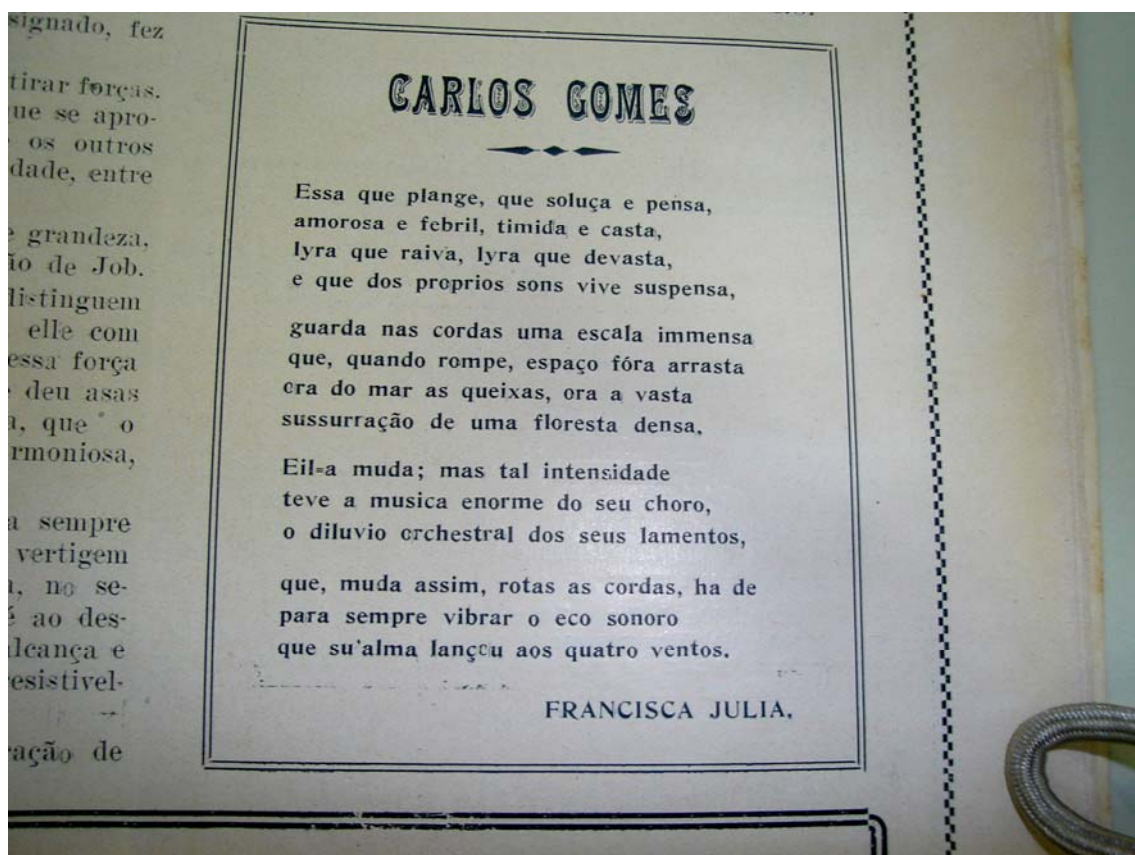 signado, fez
tirar forças.
ue se apro-
os outros
dade, entre
grandeza,
ão de Job.
distinguem
elle com
essa força
deu asas
a, que o
rmoniosa,
a sempre
vertigem
no se-
é ao des-
alcança e
esistivel-
ação de
CARLOS GOMES
Essa que plange, que soluça e pensa,
amorosa e febril, timida e casta,
lyra que raiva, lyra que devasta,
e que dos proprios sons vive suspensa,
guarda nas cordas uma escala immensa
que, quando rompe, espaço fóra arrasta
ora do mar as queixas, ora a vasta
sussurração de uma floresta densa.
Eil-a muda; mas tal intensidade
teve a musica enorme do seu choro,
o diluvio orchestral dos seus lamentos,
que, muda assim, rotas as cordas, ha de
para sempre vibrar o eco sonoro
que su'alma lançou aos quatro ventos.
FRANCISCA JULIA.